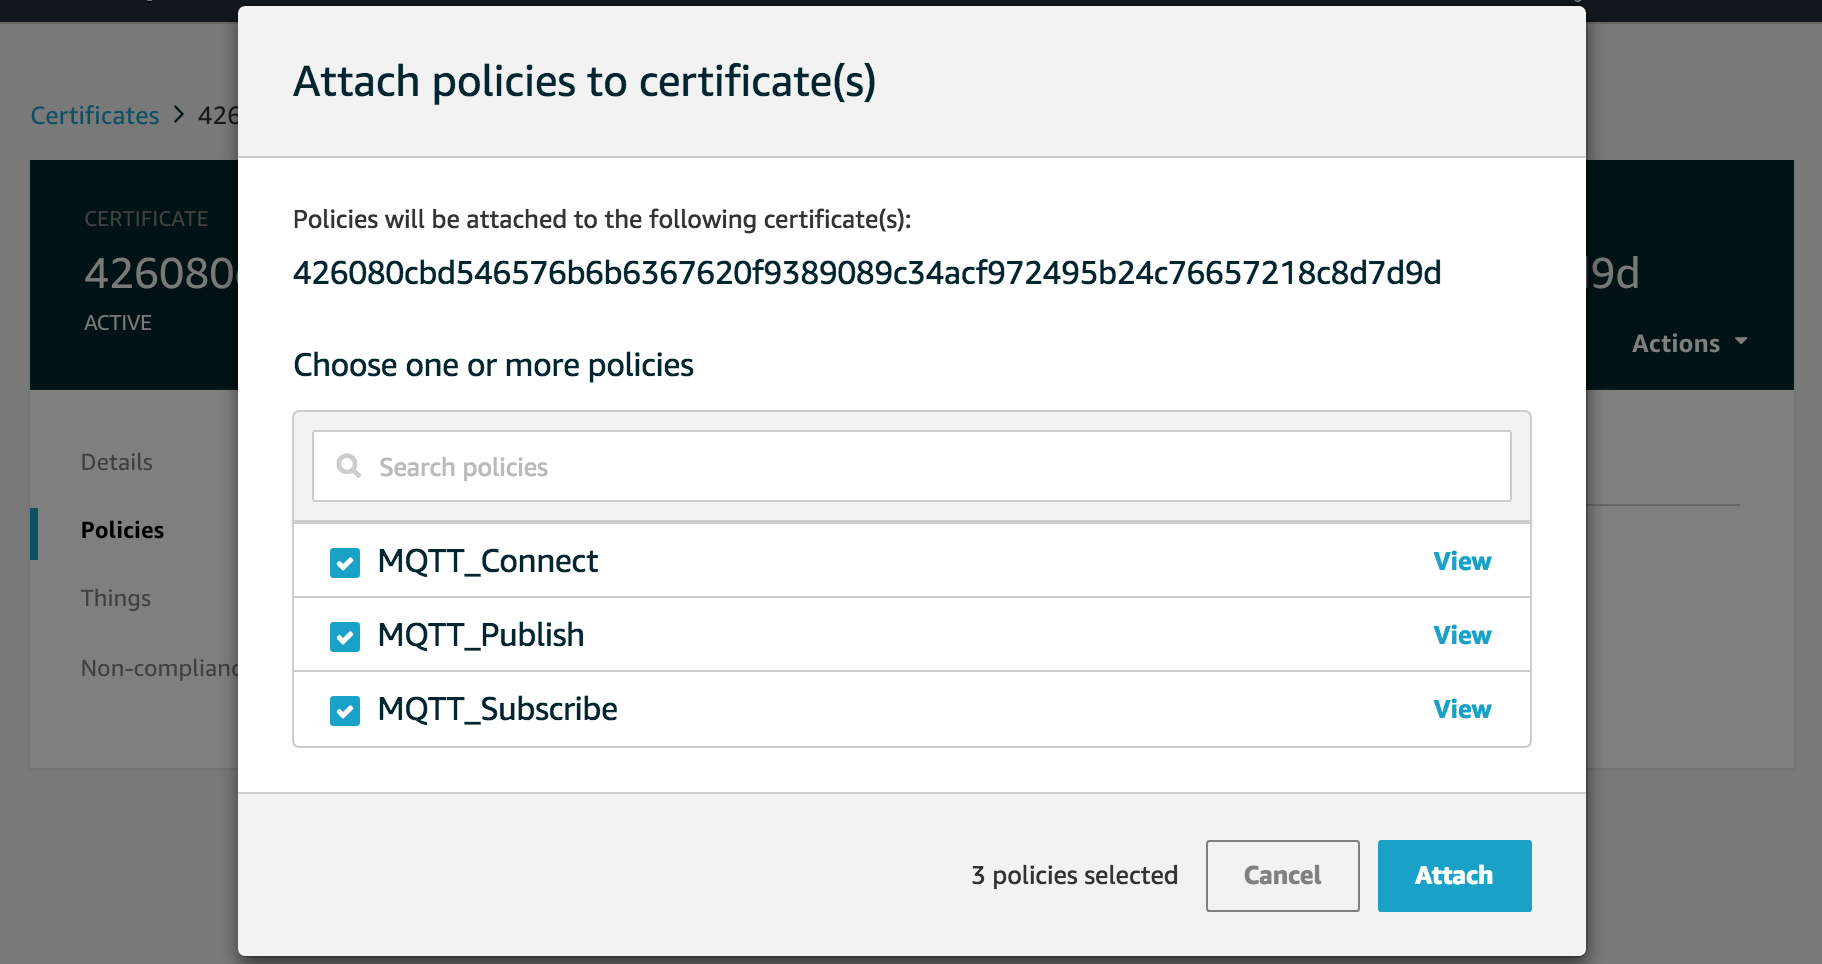 Attach policies to certificate(s)
Certificates > 426
Policies will be attached to the following certificate(s):
426080cbd546576b6b6367620f9389089c34acf972495b24c76657218c8d7d9d
CERTIFICATE
426080
9d
ACTIVE
Actions
Choose one or more policies
Search policies
MQTT_Connect View
MQTT_Publish View
MQTT_Subscribe View
Details
Policies
Things
Non-complianc
3 policies selected Cancel Attach